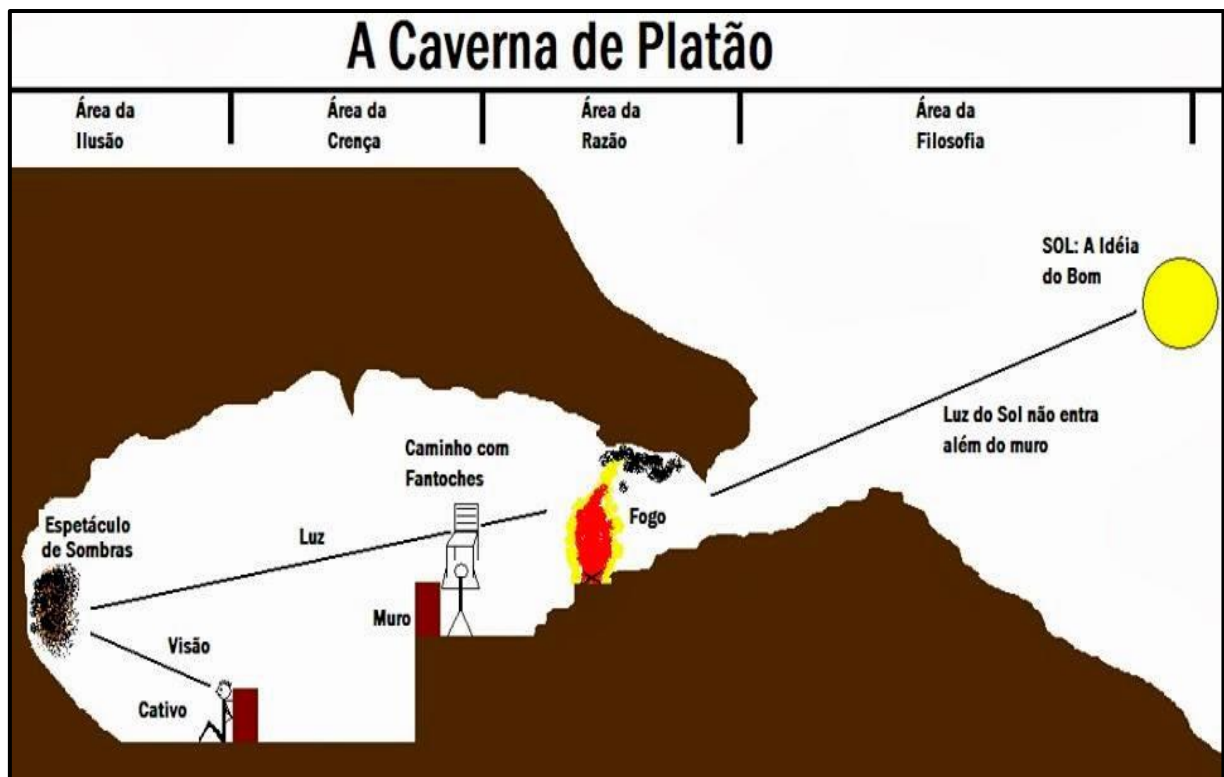 A Caverna de Platão
Área da
Ilusão
Área da
Crença
Área da
Razão
Área da
Filosofia
SOL: A Idéia
do Bom
Luz do Sol não entra
além do muro
Caminho com
Fantoches
Fogo
Espetáculo
de Sombras
Luz
Muro
Visão
Cativo